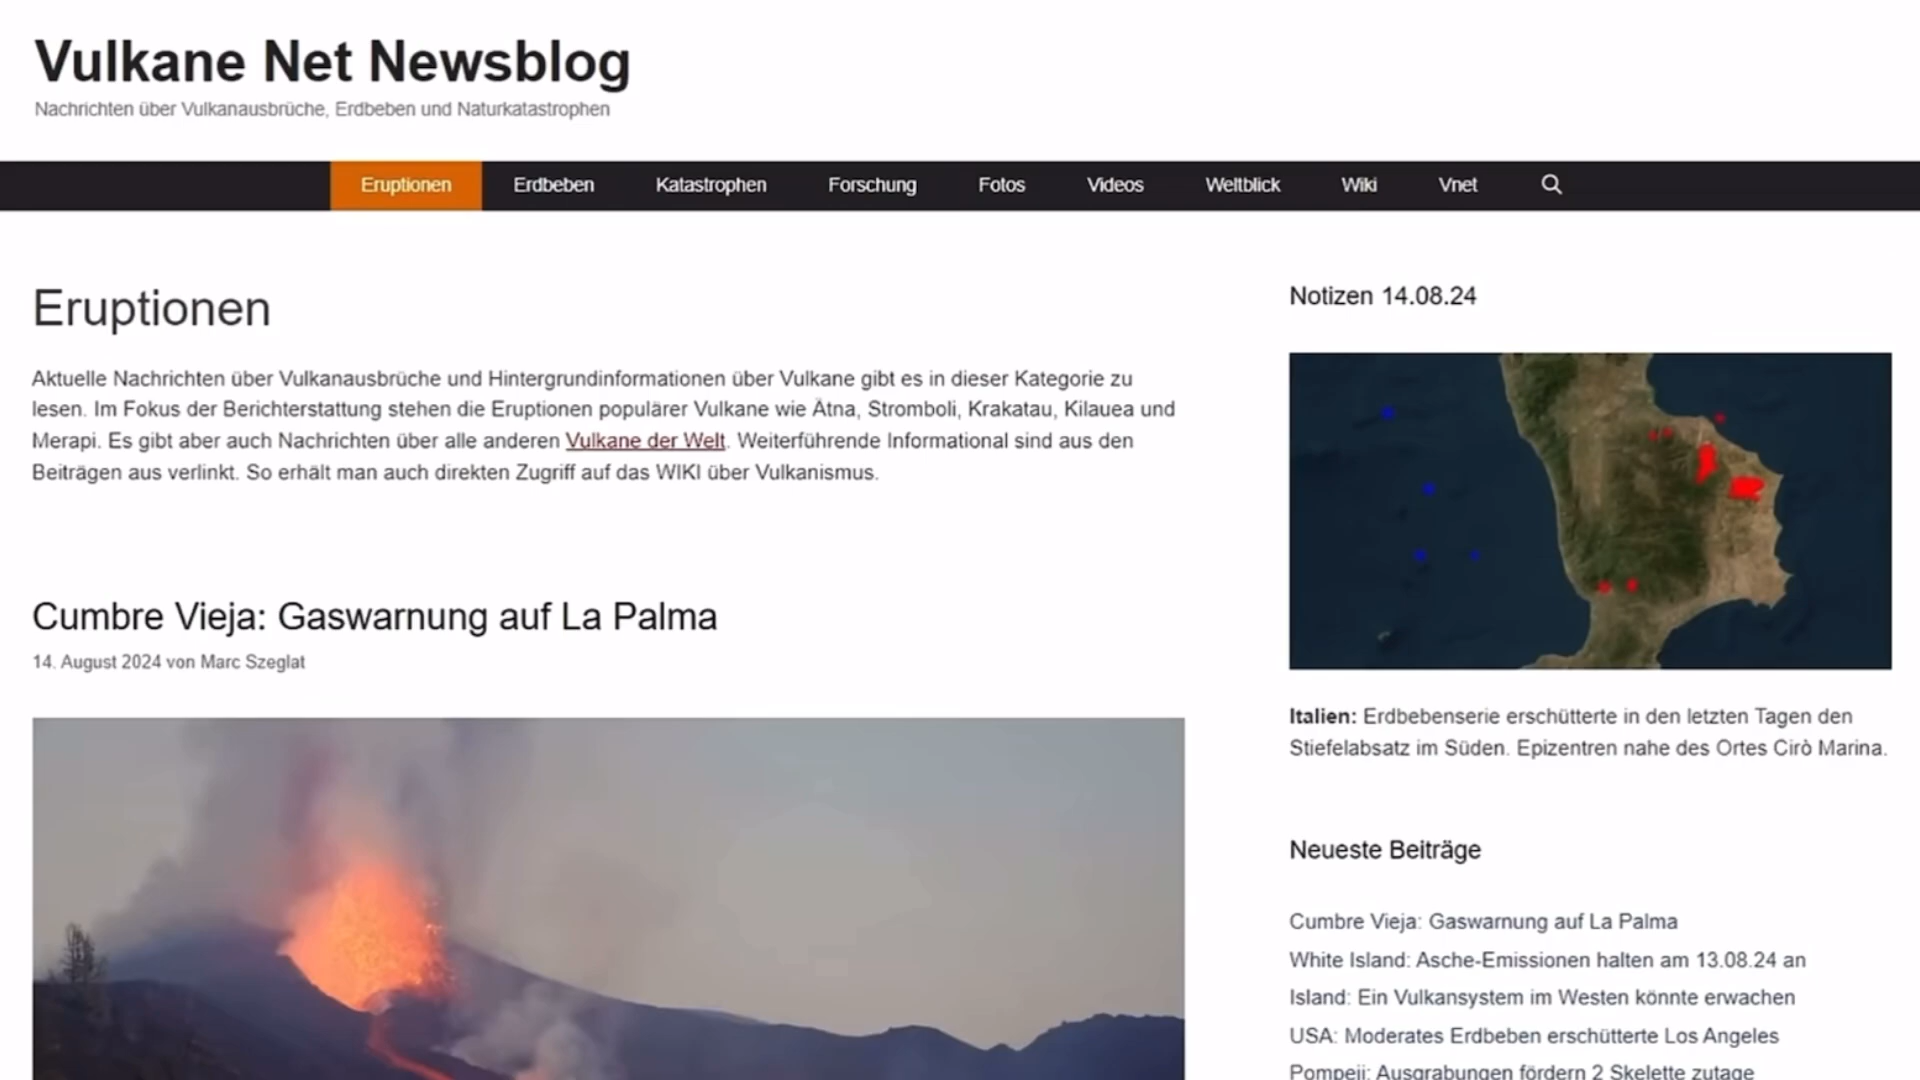 Vulkane Net Newsblog
Nachrichten über Vulkanausbrüche, Erdbeben und Naturkatastrophen
Eruptionen Erdbeben Katastrophen Forschung Fotos Videos Weltblick Wiki Vnet
Eruptionen
Aktuelle Nachrichten über Vulkanausbrüche und Hintergrundinformationen über Vulkane gibt es in dieser Kategorie zu
lesen. Im Fokus der Berichterstattung stehen die Eruptionen populärer Vulkane wie Ätna, Stromboli, Krakatau, Kilauea und
Merapi. Es gibt aber auch Nachrichten über alle anderen Vulkane der Welt. Weiterführende Informational sind aus den
Beiträgen aus verlinkt. So erhält man auch direkten Zugriff auf das WIKI über Vulkanismus.
Cumbre Vieja: Gaswarnung auf La Palma
14. August 2024 von Marc Szeglat
Notizen 14.08.24
Italien: Erdbebenserie erschütterte in den letzten Tagen den
Stiefelabsatz im Süden. Epizentren nahe des Ortes Cirò Marina.
Neueste Beiträge
Cumbre Vieja: Gaswarnung auf La Palma
White Island: Asche-Emissionen halten am 13.08.24 an
Island: Ein Vulkansystem im Westen könnte erwachen
USA: Moderates Erdbeben erschütterte Los Angeles
Pompeji: Ausgrabungen fördern 2 Skelette zutage